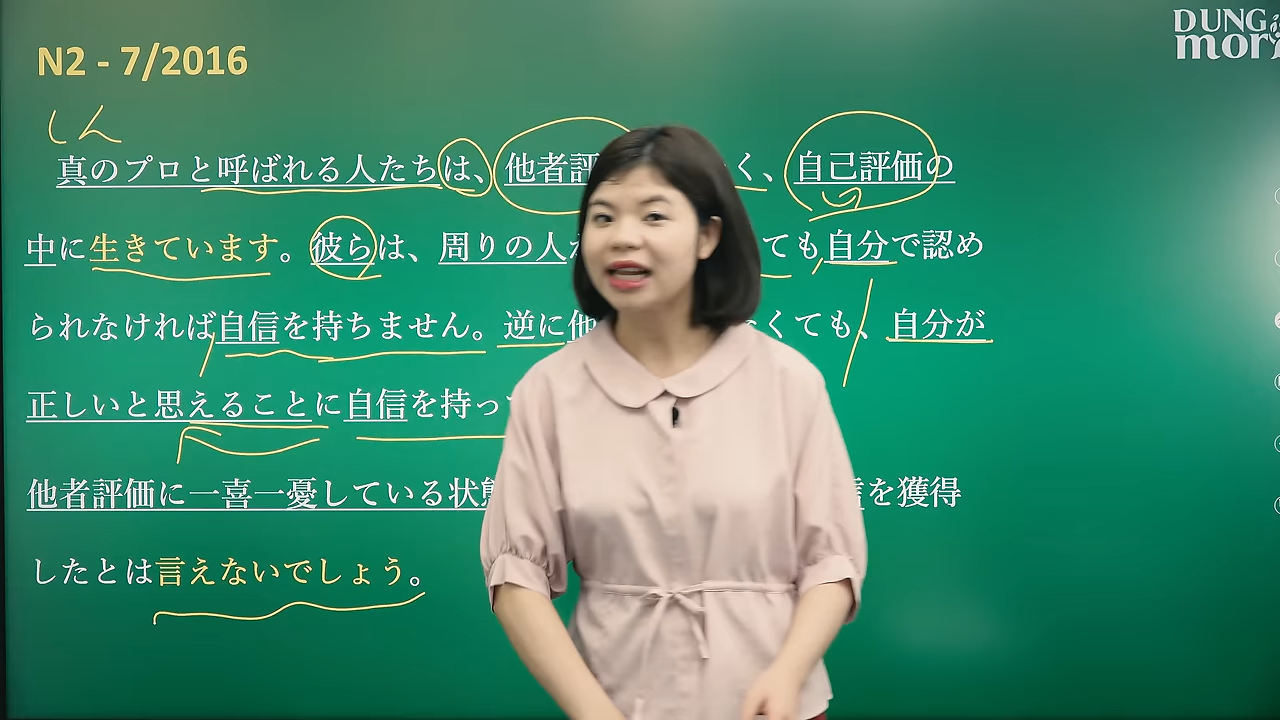 N2 - 7/2016
DUNG
mori
しん
真のプロと呼ばれる人たちは、他者評 く、自己評価の
中に生きています。彼らは、周りの人 ても自分で認め
られなければ自信を持ちません。逆に他 くても、自分が
正しいと思えることに自信を持っ
他者評価に一喜一憂している状態 を獲得
したとは言えないでしょう。